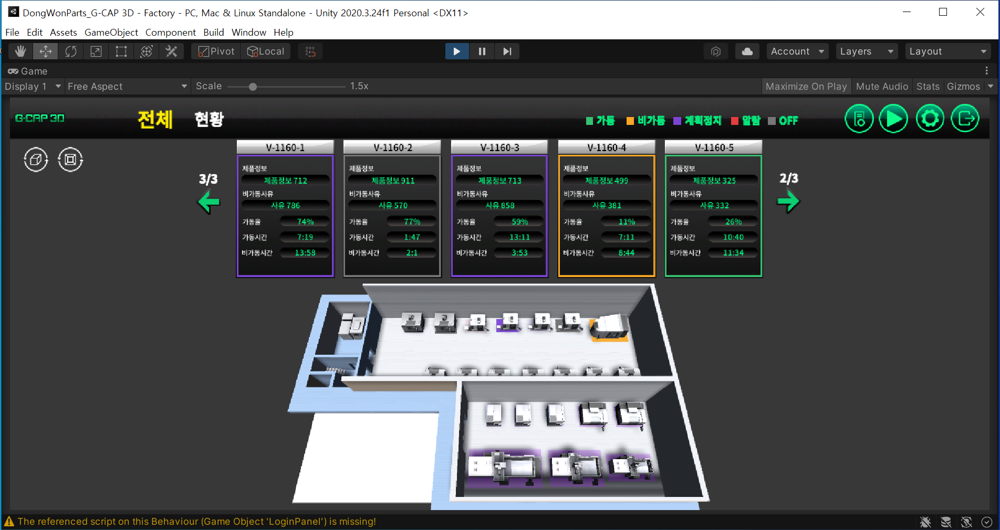 DongWonParts_G-CAP 3D - Factory - PC, Mac & Linux Standalone - Unity 2020.3.24f1 Personal <DX11>
File Edit Assets GameObject Component Build Window Help
Pivot Local Account Layers Layout
Game
Display 1 Free Aspect Scale 1.5x Maximize On Play Mute Audio Stats Gizmos
G-CAP 3D 전체 현황 가동 비가동 계획정지 알람 OFF
V-1160-1 V-1160-2 V-1160-3 V-1160-4 V-1160-5
제품정보 제품정보 제품정보 제품정보 제품정보
3/3 제품정보 712 제품정보 911 제품정보 713 제품정보 499 제품정보 325 2/3
비가동사유 비가동사유 비가동사유 비가동사유 비가동사유
사유 786 사유 570 사유 858 사유 381 사유 332
가동율 74% 가동율 77% 가동율 59% 가동율 11% 가동율 26%
가동시간 7:19 가동시간 1:47 가동시간 13:11 가동시간 7:11 가동시간 10:40
비가동시간 13:58 비가동시간 2:1 비가동시간 3:53 비가동시간 8:44 비가동시간 11:34
The referenced script on this Behaviour (Game Object 'LoginPanel') is missing!